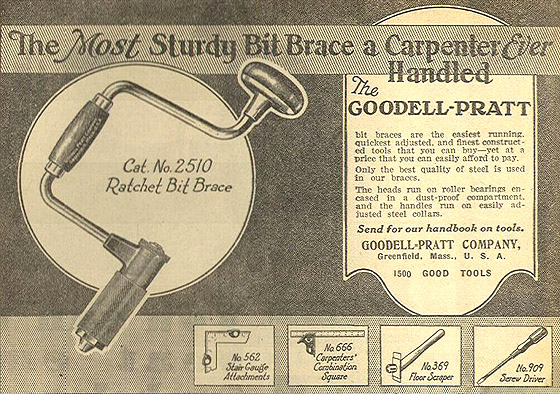 The Most Sturdy Bit Brace a Carpenter Ever
Handled
The
GOODELL-PRATT
bit braces are the easiest running,
quickest adjusted, and finest construct-
ed tools that you can buy—yet at a
price that you can easily afford to pay.
Only the best quality of steel is used
in our braces.
The heads run on roller bearings en-
cased in a dust-proof compartment,
and the handles run on easily ad-
justed steel collars.
Send for our handbook on tools.
GOODELL-PRATT COMPANY,
Greenfield, Mass., U. S. A.
1500 GOOD TOOLS
Cat. No. 2510
Ratchet Bit Brace
No. 562
Stair Gauge
Attachments
No. 666
Carpenters'
Combination
Square
No. 369
Floor Scraper
No. 909
Screw Driver